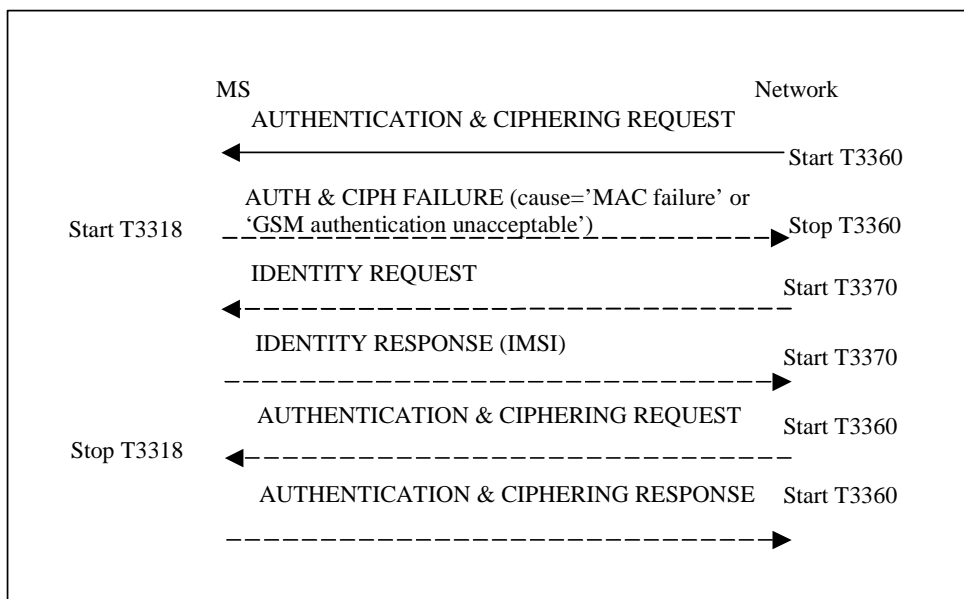 MS
Network
AUTHENTICATION & CIPHERING REQUEST
Start T3360
AUTH & CIPH FAILURE (cause=’MAC failure’ or
‘GSM authentication unacceptable’)
Start T3318
Stop T3360
IDENTITY REQUEST
Start T3370
IDENTITY RESPONSE (IMSI)
Start T3370
AUTHENTICATION & CIPHERING REQUEST
Start T3360
Stop T3318
AUTHENTICATION & CIPHERING RESPONSE
Start T3360